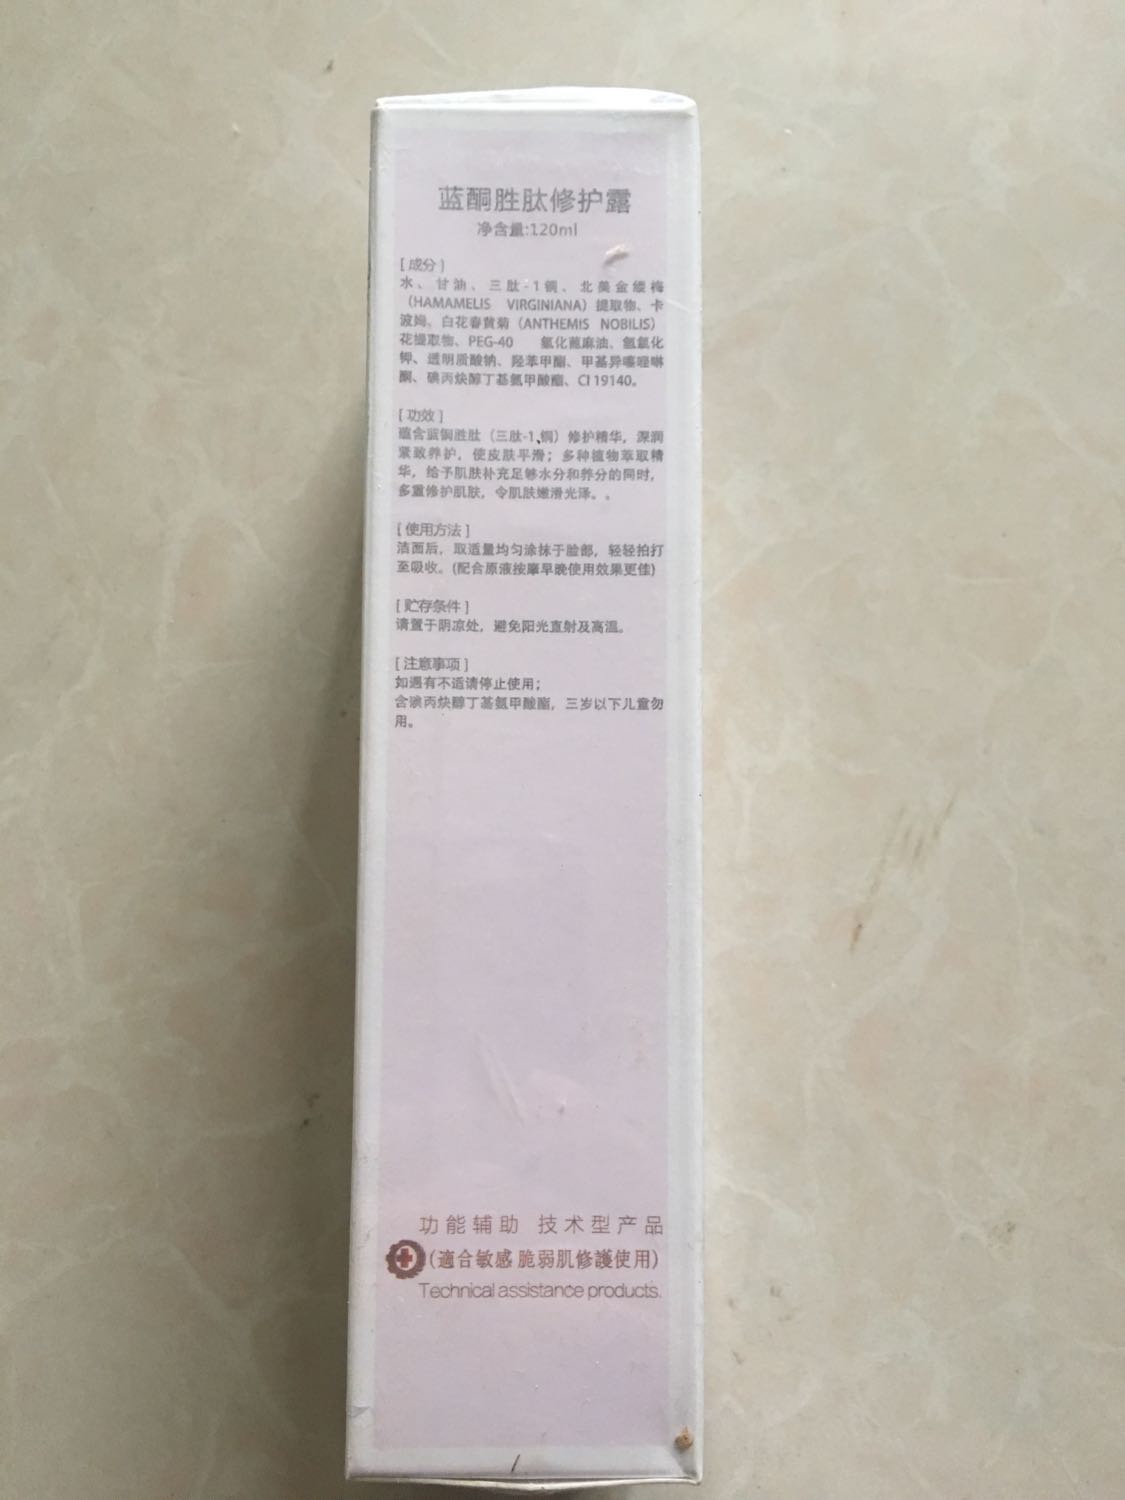 蓝酮胜肽修护露
净含量:120ml
[ 成分 ]
水、甘油、三肽-1铜、北美金缕梅
（HAMAMELIS VIRGINIANA）提取物、卡
波姆、白花春黄菊（ANTHEMIS NOBILIS）
花提取物、PEG-40 氢化蓖麻油、氢氧化
钾、透明质酸钠、羟苯甲酯、甲基异噻唑啉
酮、碘丙炔醇丁基氨甲酸酯、CI 19140。
[ 功效 ]
蕴含蓝铜胜肽（三肽-1、铜）修护精华，深润
紧致养护，使皮肤平滑；多种植物萃取精
华，给予肌肤补充足够水分和养分的同时，
多重修护肌肤，令肌肤嫩滑光泽。。
[ 使用方法 ]
洁面后，取适量均匀涂抹于脸部，轻轻拍打
至吸收。(配合原液按摩早晚使用效果更佳)
[ 贮存条件 ]
请置于阴凉处，避免阳光直射及高温。
[ 注意事项 ]
如遇有不适请停止使用；
含碘丙炔醇丁基氨甲酸酯，三岁以下儿童勿
用。
功能辅助 技术型产品
(適合敏感 脆弱肌修護使用)
Technical assistance products.